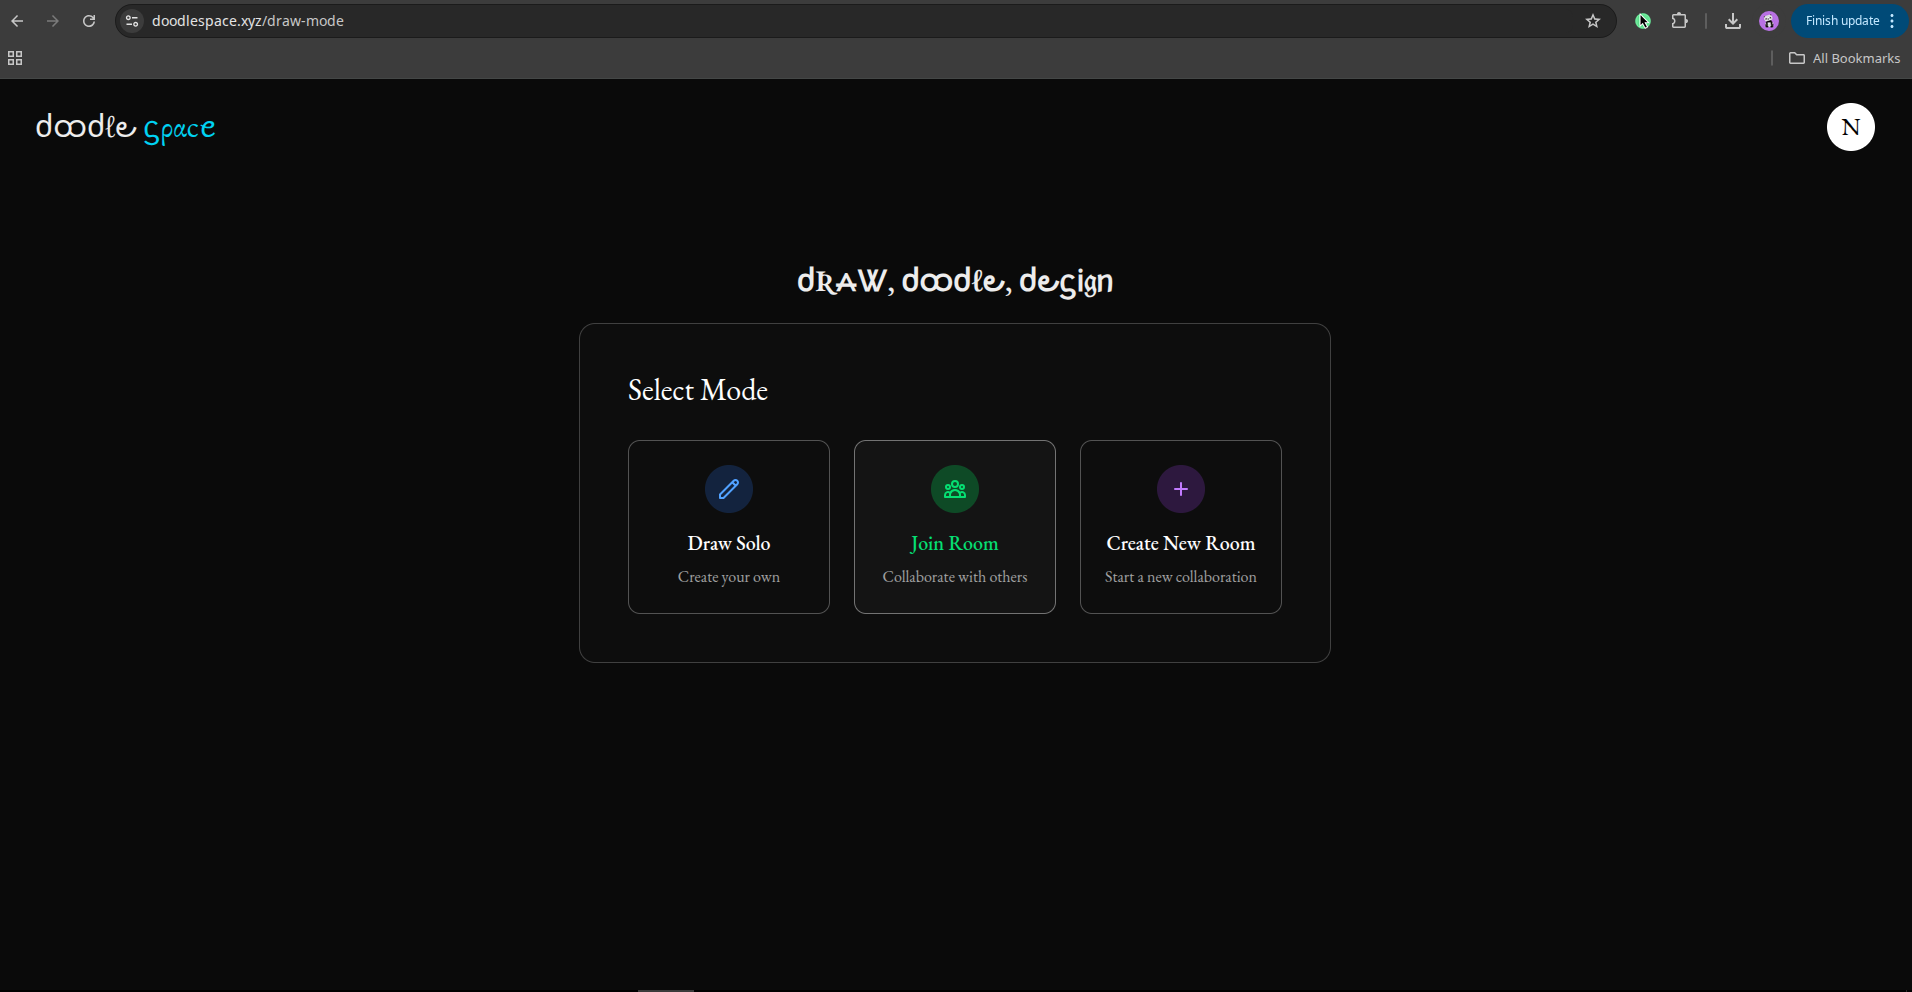 doodlespace.xyz/draw-mode
Finish update
All Bookmarks
doodle space
N
dRAW, doodle, design
Select Mode
Draw Solo
Create your own
Join Room
Collaborate with others
Create New Room
Start a new collaboration